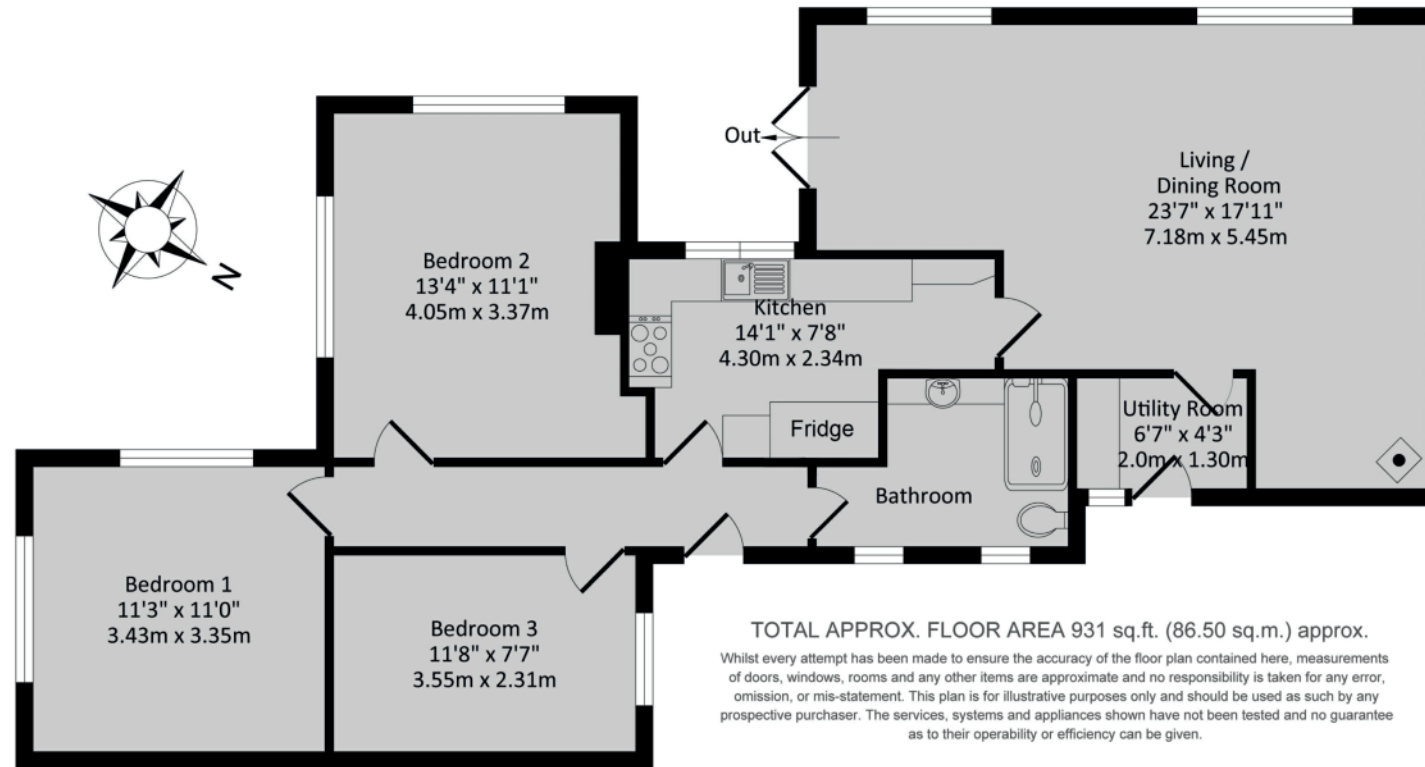 Out
Living /
Dining Room
23'7" x 17'11"
7.18m x 5.45m
Bedroom 2
13'4" x 11'1"
4.05m x 3.37m
N
Kitchen
14'1" x 7'8"
4.30m x 2.34m
Fridge
Utility Room
6'7" x 4'3"
2.0m x 1.30m
Bathroom
Bedroom 1
11'3" x 11'0"
3.43m x 3.35m
Bedroom 3
11'8" x 7'7"
3.55m x 2.31m
TOTAL APPROX. FLOOR AREA 931 sq.ft. (86.50 sq.m.) approx.
Whilst every attempt has been made to ensure the accuracy of the floor plan contained here, measurements
of doors, windows, rooms and any other items are approximate and no responsibility is taken for any error,
omission, or mis-statement. This plan is for illustrative purposes only and should be used as such by any
prospective purchaser. The services, systems and appliances shown have not been tested and no guarantee
as to their operability or efficiency can be given.